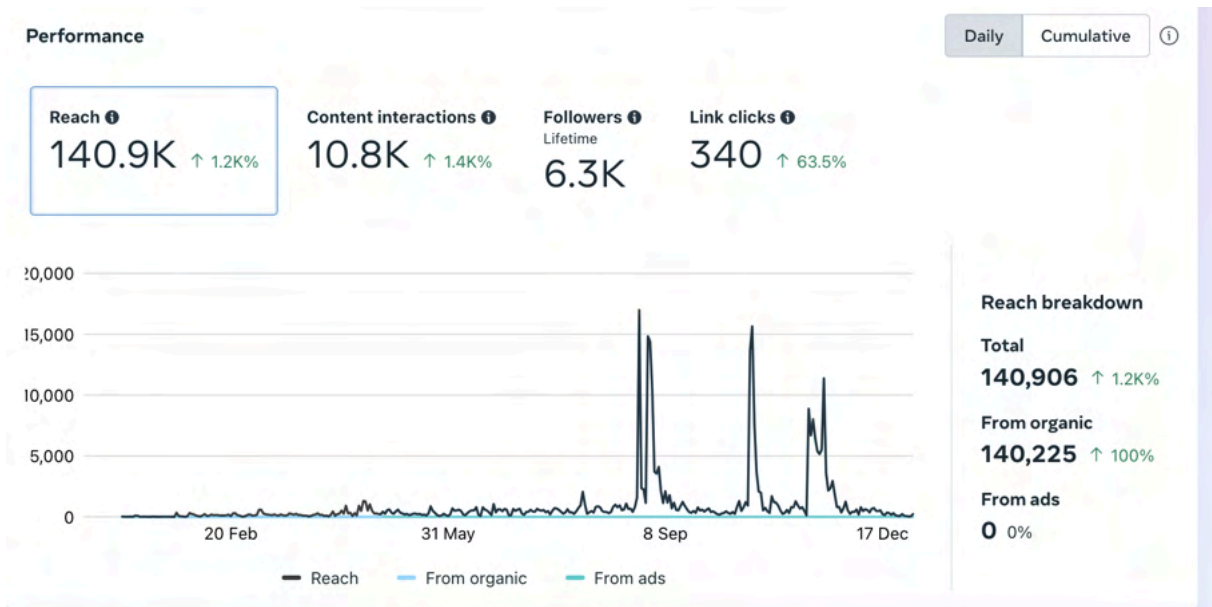 Performance
Daily Cumulative
Reach Content interactions Followers Link clicks
Lifetime
140.9K ↑ 1.2K% 10.8K ↑ 1.4K% 6.3K 340 ↑ 63.5%
20,000
15,000
10,000
5,000
0
20 Feb 31 May 8 Sep 17 Dec
Reach From organic From ads
Reach breakdown
Total
140,906 ↑ 1.2K%
From organic
140,225 ↑ 100%
From ads
0 0%